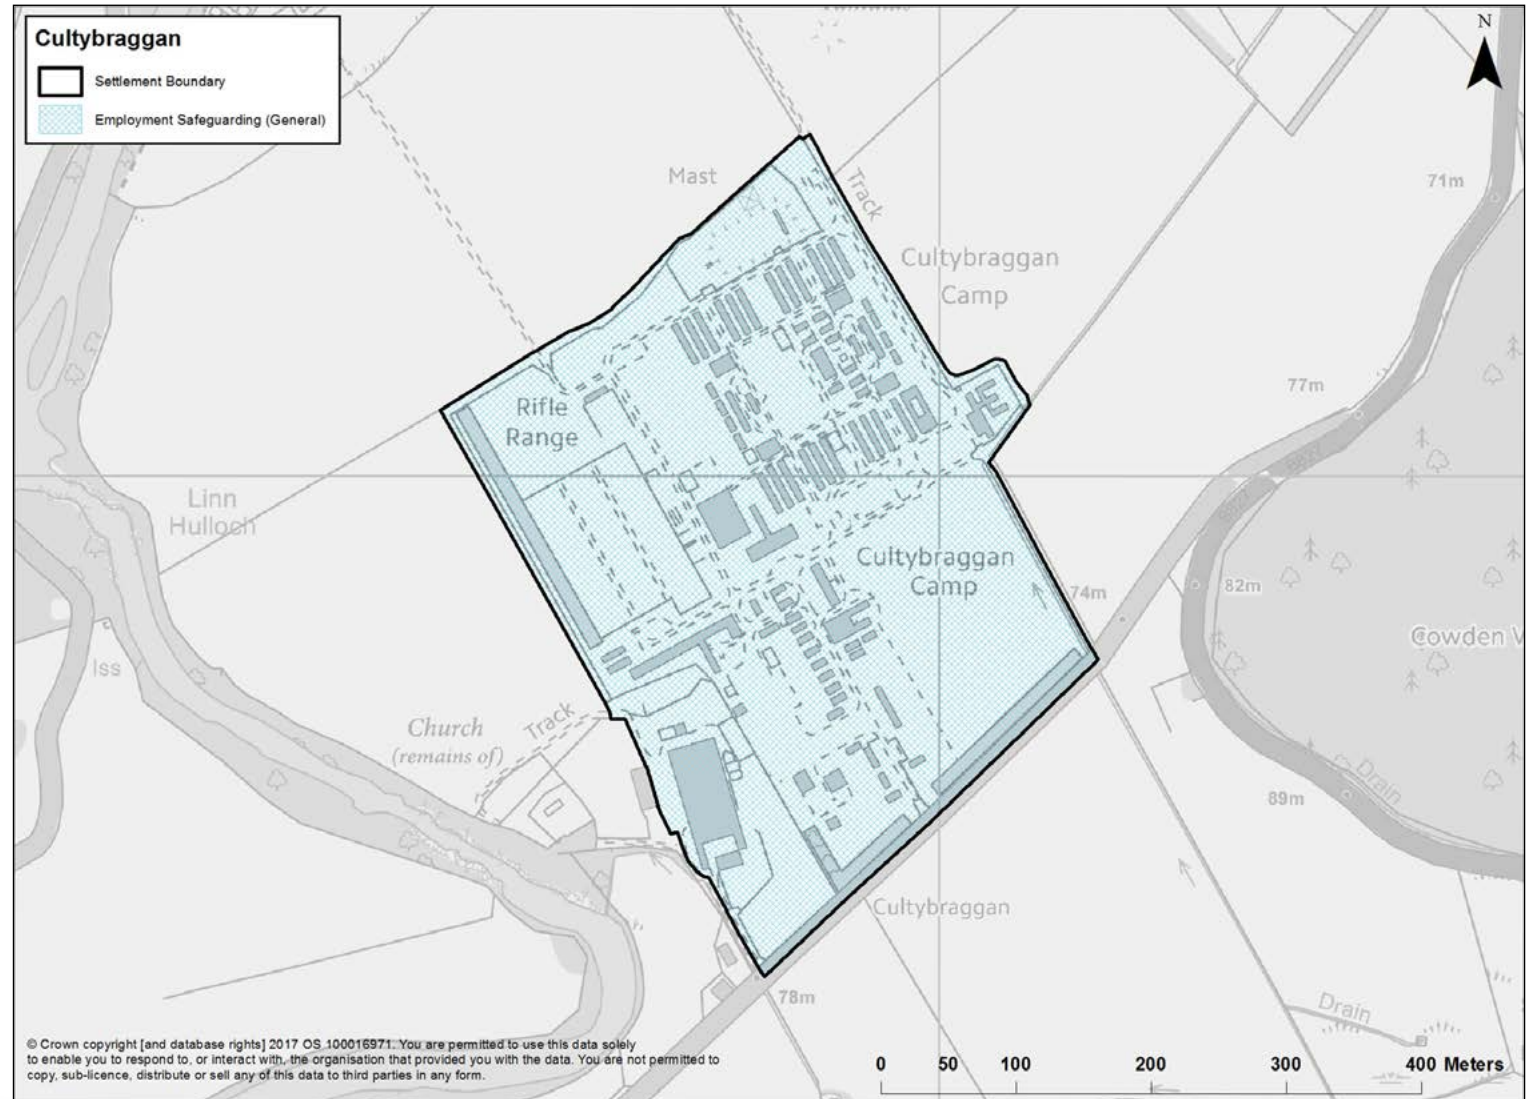 Cultybraggan
Settlement Boundary
Employment Safeguarding (General)
N
Mast
Track
71m
Cultybraggan
Camp
77m
Rifle
Range
Linn
Hulloch
Cultybraggan
Camp
74m
82m
Cowden
Iss
Track
Church
(remains of)
Drain
89m
Cultybraggan
78m
Drain
© Crown copyright [and database rights] 2017 OS 100016971. You are permitted to use this data solely
to enable you to respond to, or interact with, the organisation that provided you with the data. You are not permitted to
copy, sub-licence, distribute or sell any of this data to third parties in any form.
0 50 100 200 300 400 Meters